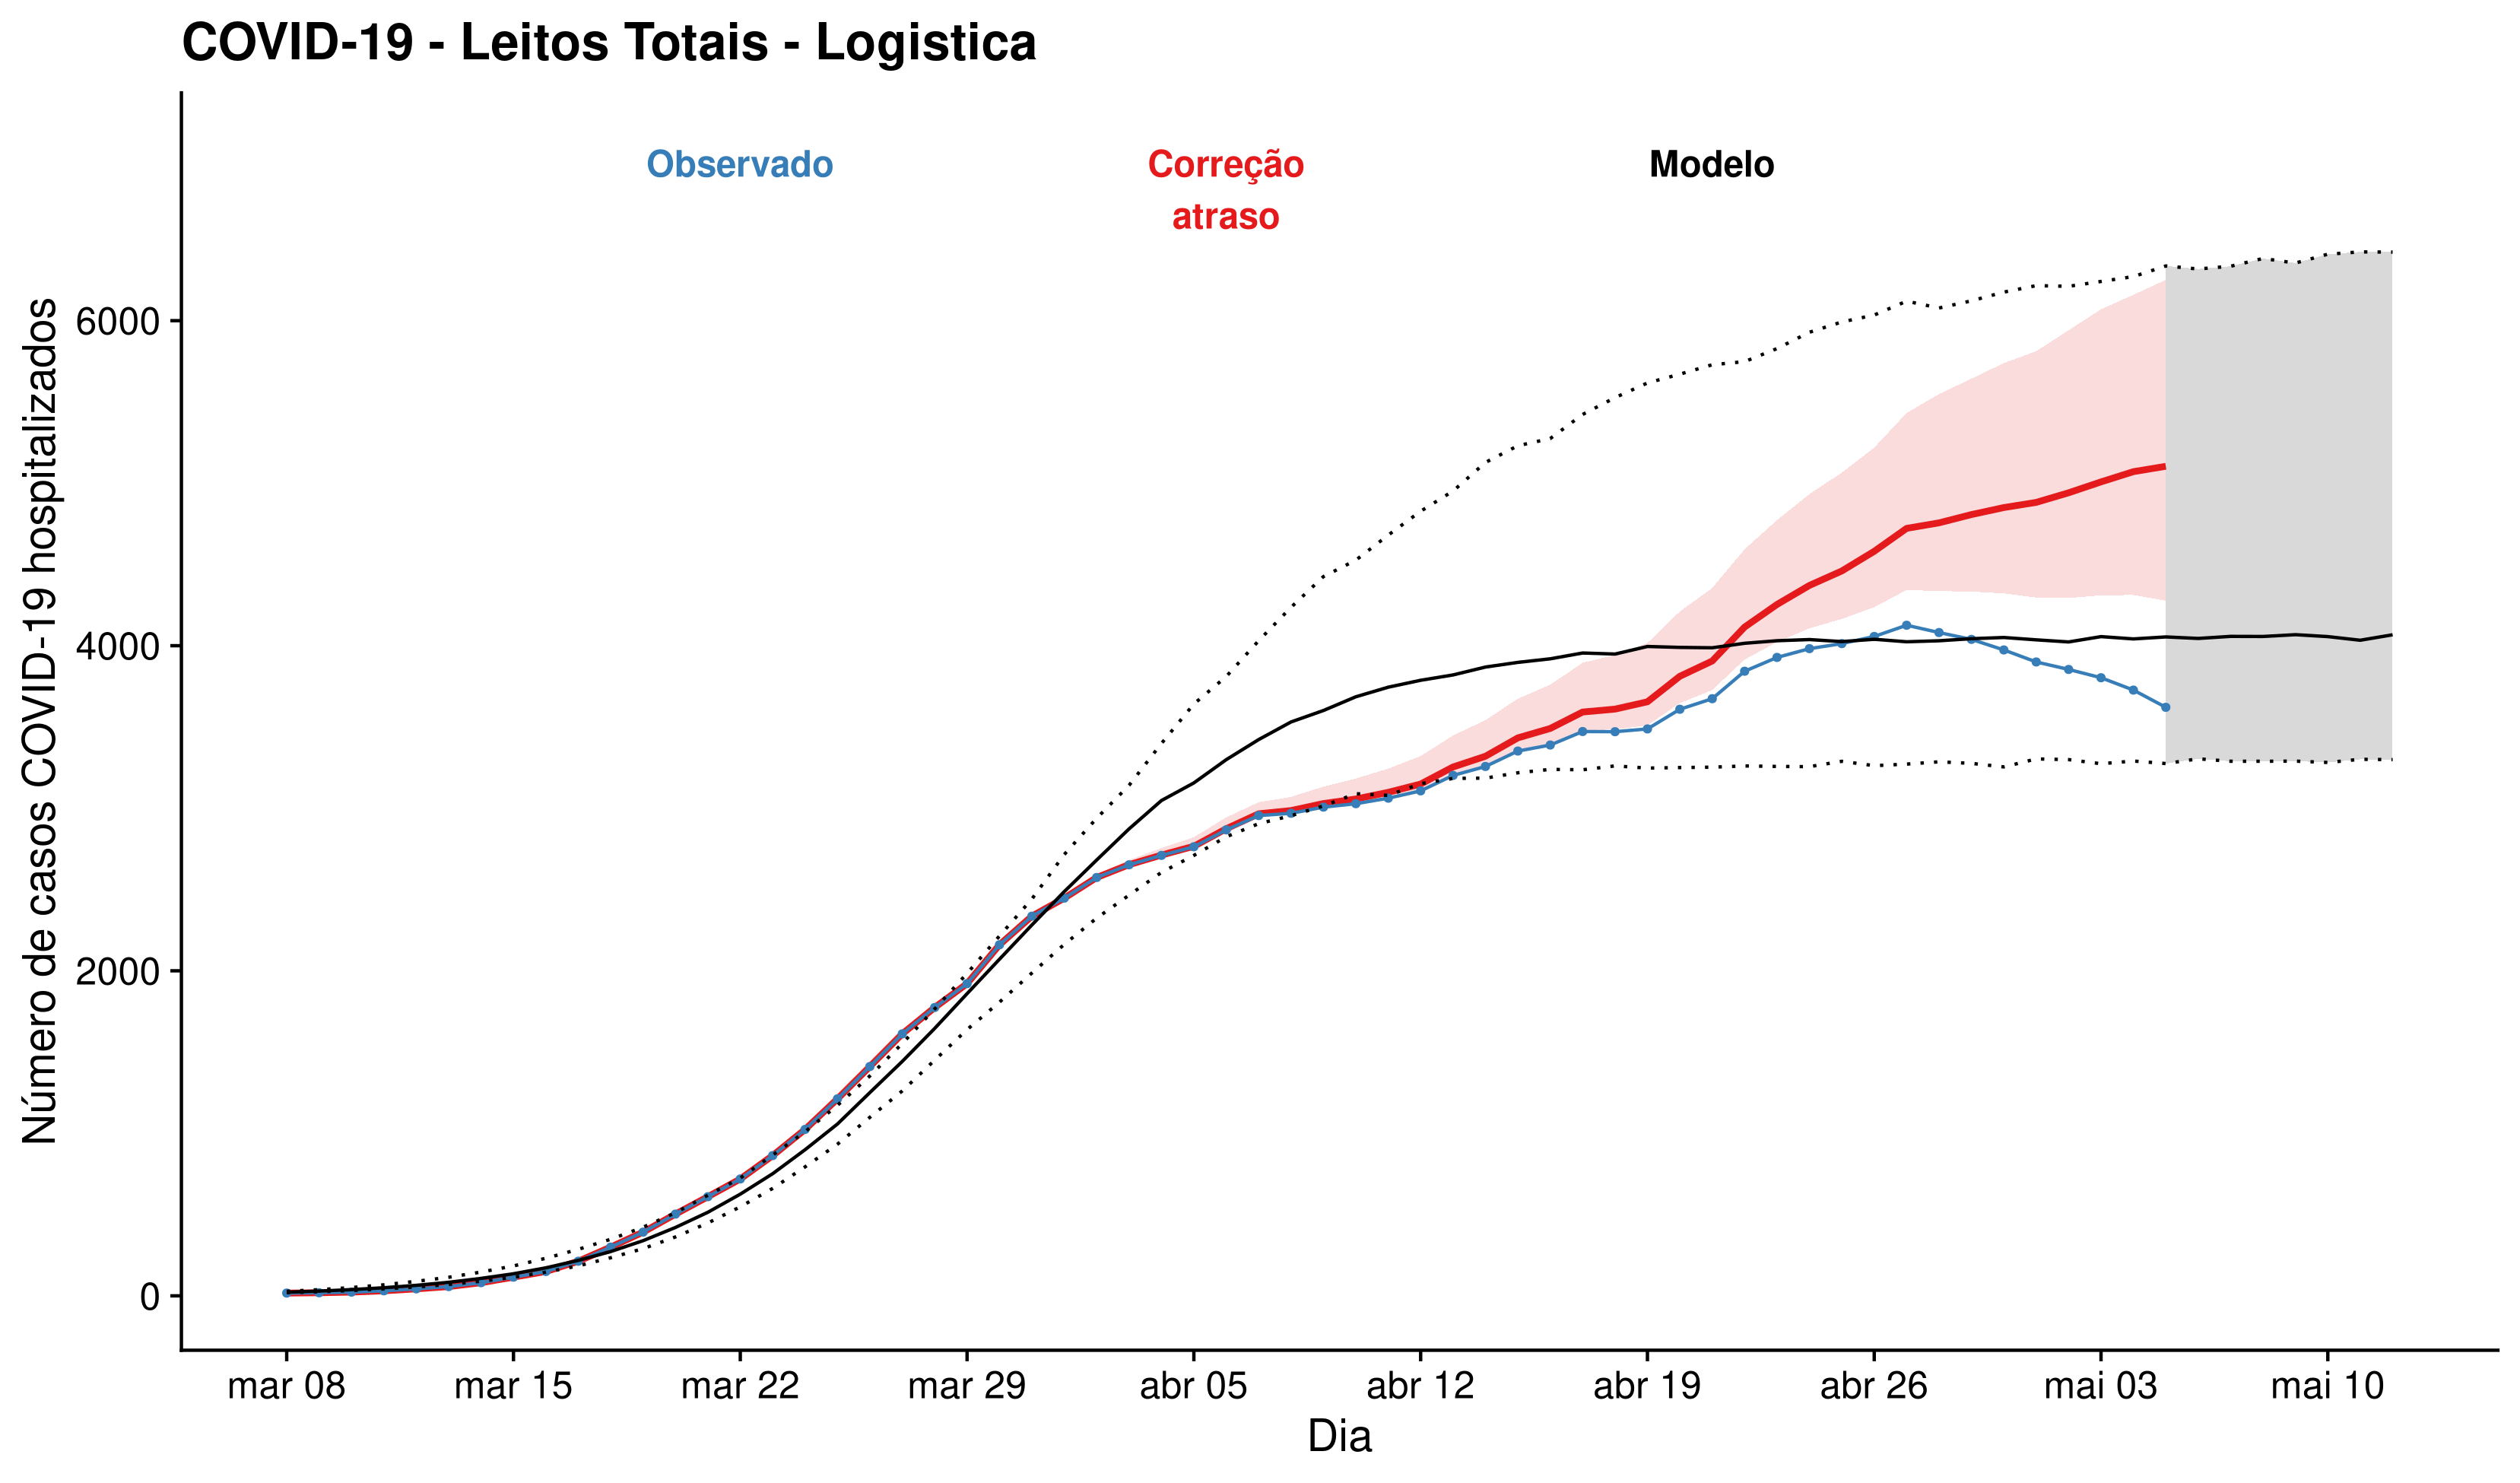 COVID-19 - Leitos Totais - Logistica
Observado
Correção
atraso
Modelo
Número de casos COVID-19 hospitalizados
6000
4000
2000
0
mar 08
mar 15
mar 22
mar 29
abr 05
abr 12
abr 19
abr 26
mai 03
mai 10
Dia